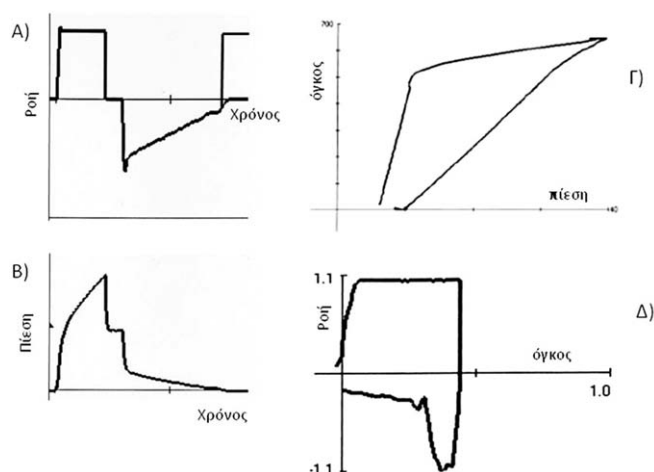 Α)
Ροή
Χρόνος
Β)
Πίεση
Χρόνος
Γ)
700
όγκος
πίεση
40
Δ)
1.1
Ροή
όγκος
1.0
-1.1